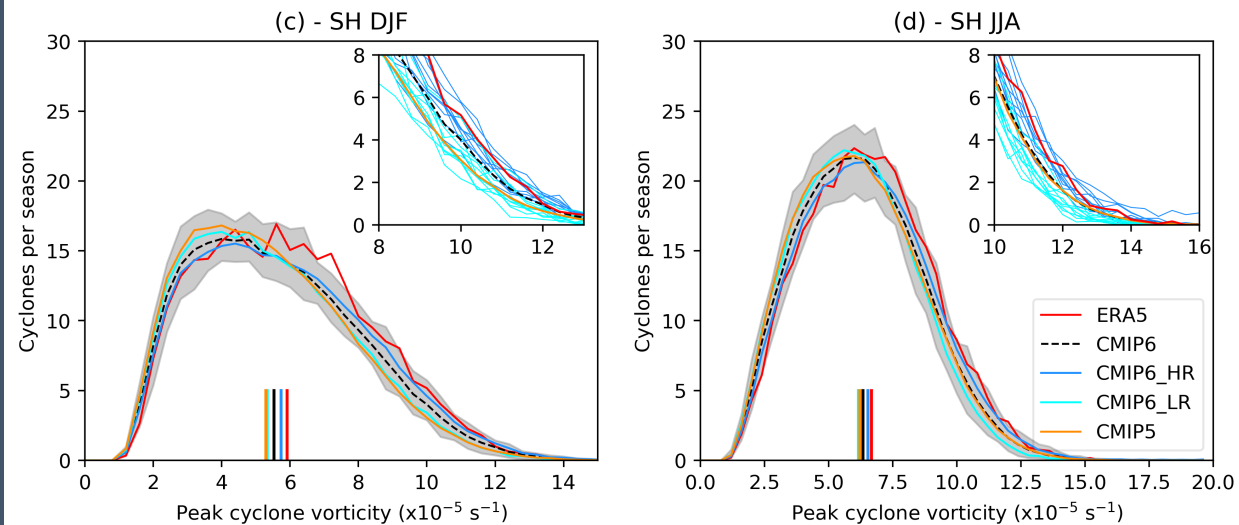 (c) - SH DJF
Cyclones per season
30
25
20
15
10
5
0
0 2 4 6 8 10 12 14
Peak cyclone vorticity (x10⁻⁵ s⁻¹)
8
6
4
2
0
8 10 12
(d) - SH JJA
Cyclones per season
30
25
20
15
10
5
0
0.0 2.5 5.0 7.5 10.0 12.5 15.0 17.5 20.0
Peak cyclone vorticity (x10⁻⁵ s⁻¹)
8
6
4
2
0
10 12 14 16
ERA5
CMIP6
CMIP6_HR
CMIP6_LR
CMIP5